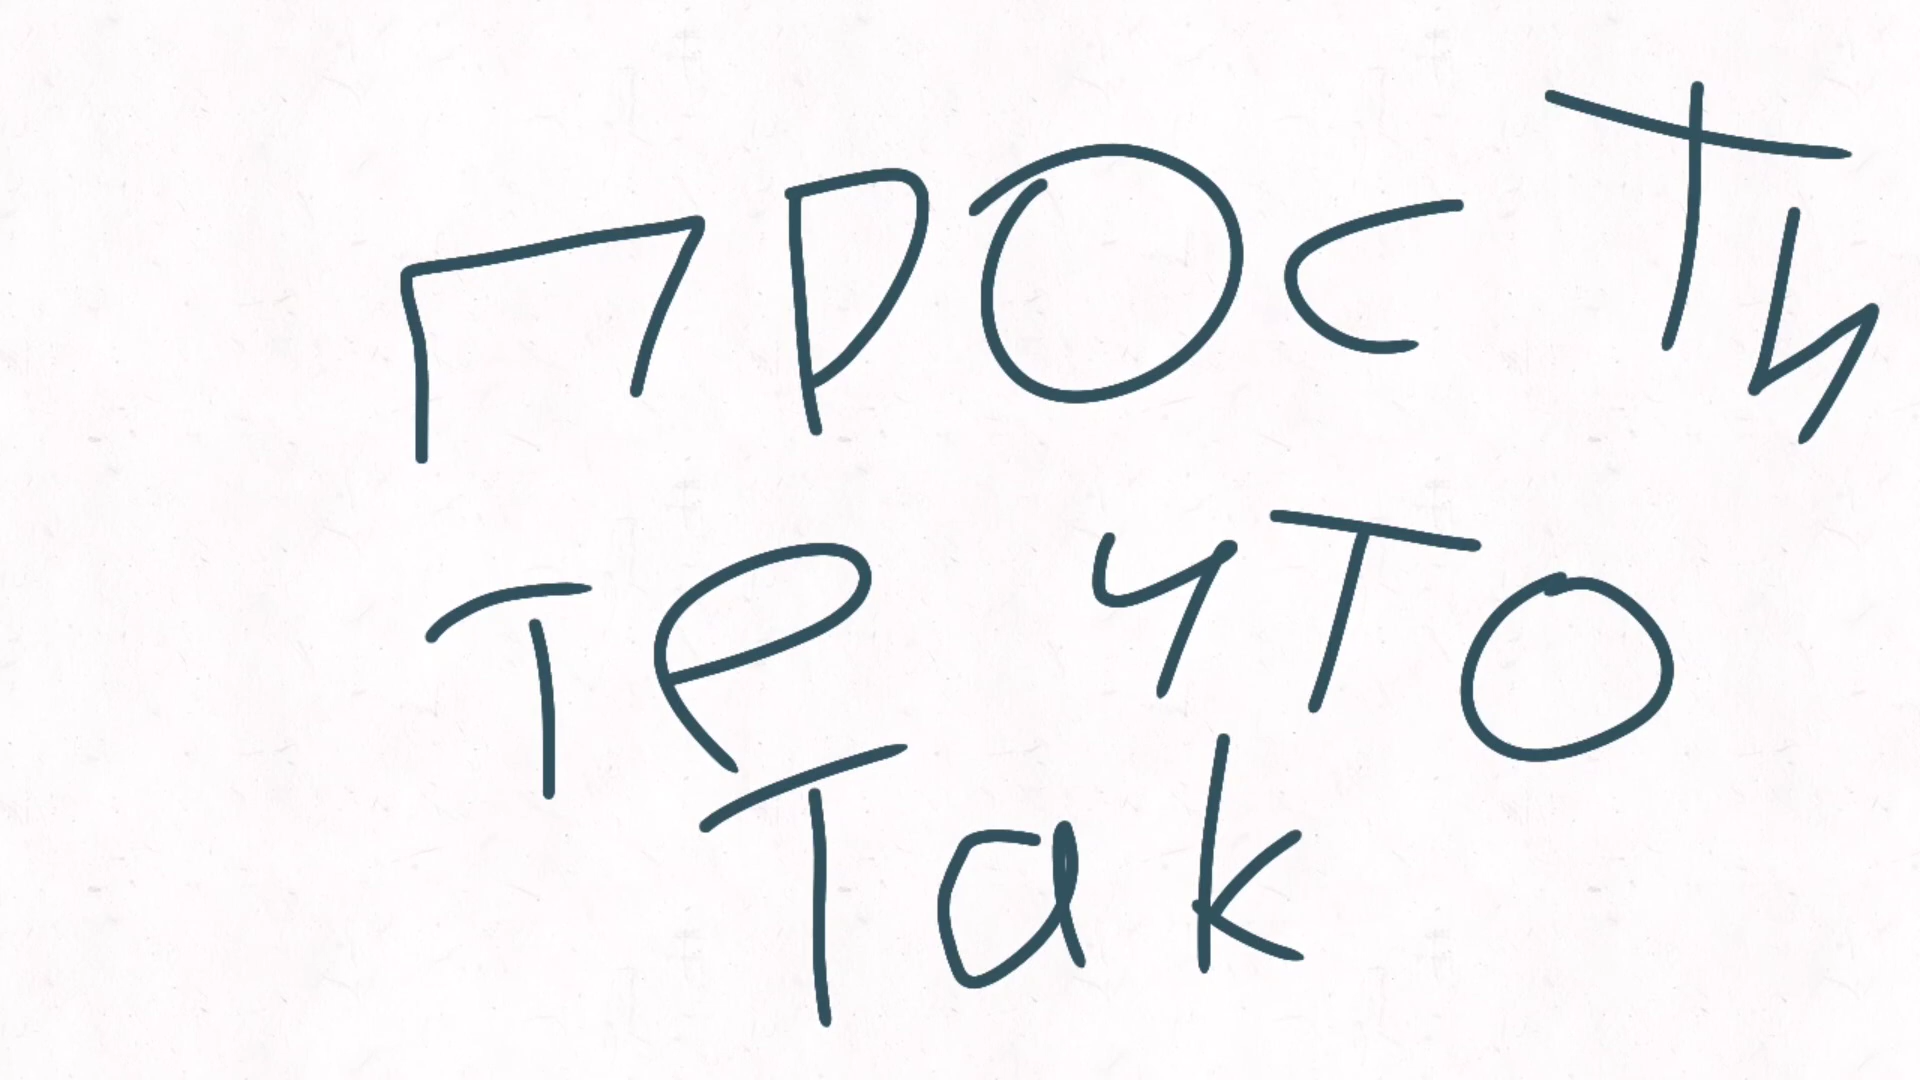 прости
те что
так